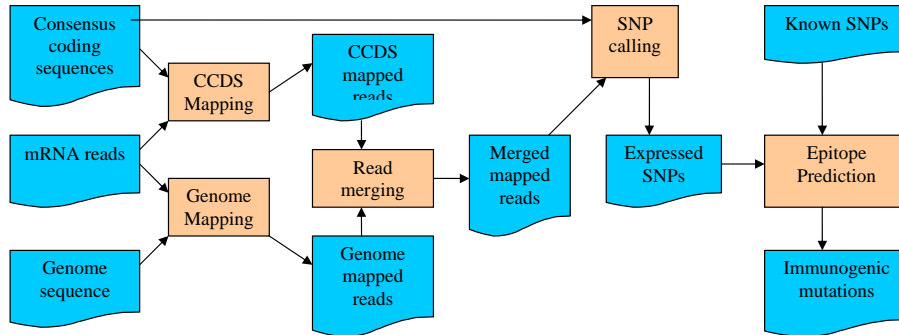 Consensus
coding
sequences
CCDS
Mapping
CCDS
mapped
reads
SNP
calling
Known SNPs
mRNA reads
Genome
Mapping
Read
merging
Merged
mapped
reads
Expressed
SNPs
Epitope
Prediction
Genome
sequence
Genome
mapped
reads
Immunogenic
mutations